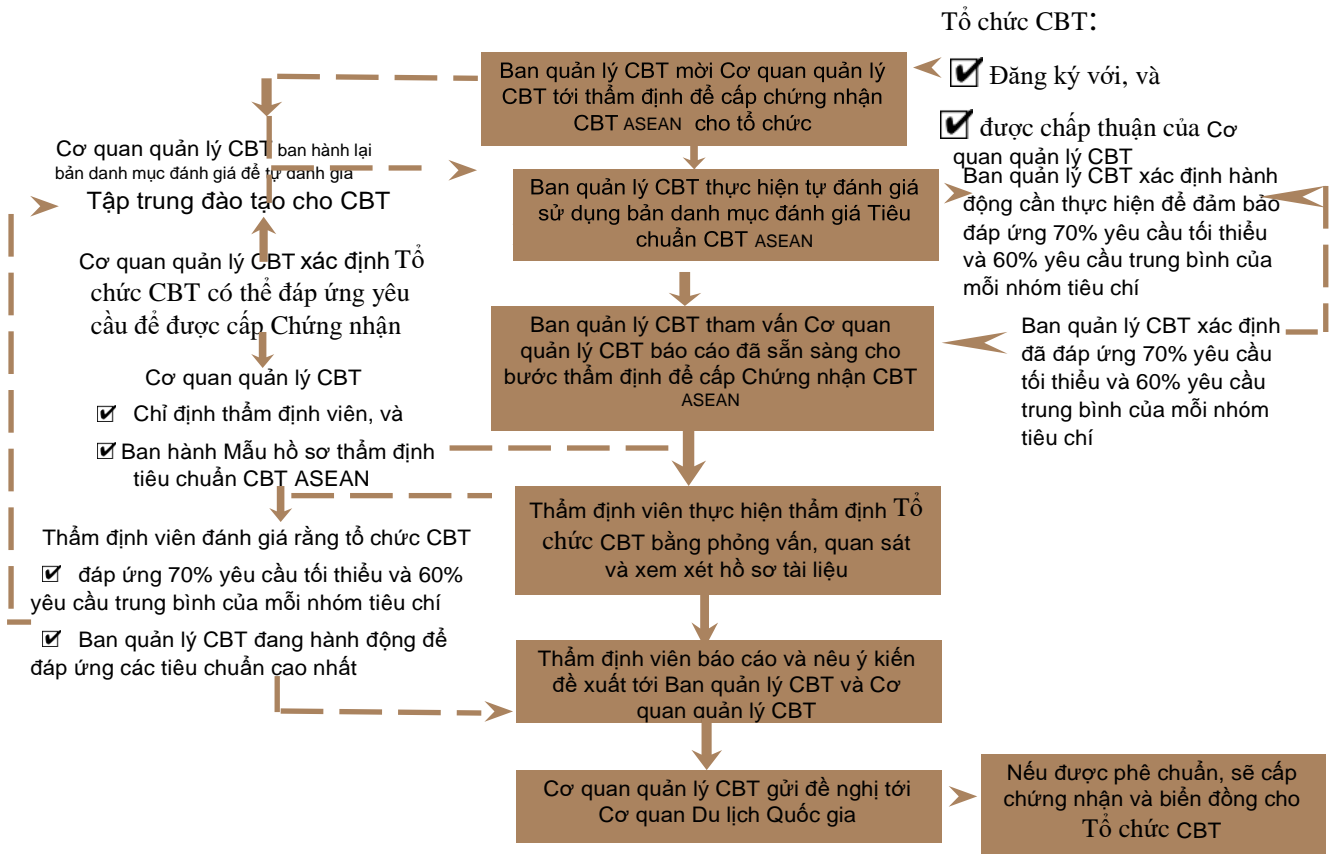 Tổ chức CBT:
☑ Đăng ký với, và
☑ được chấp thuận của Cơ
quan quản lý CBT
Ban quản lý CBT mời Cơ quan quản lý
CBT tới thẩm định để cấp chứng nhận
CBT ASEAN cho tổ chức
Cơ quan quản lý CBT ban hành lại
bản danh mục đánh giá để tự đánh giá
Tập trung đào tạo cho CBT
Ban quản lý CBT thực hiện tự đánh giá
sử dụng bản danh mục đánh giá Tiêu
chuẩn CBT ASEAN
Ban quản lý CBT xác định hành
động cần thực hiện để đảm bảo
đáp ứng 70% yêu cầu tối thiểu
và 60% yêu cầu trung bình của
mỗi nhóm tiêu chí
Cơ quan quản lý CBT xác định Tổ
chức CBT có thể đáp ứng yêu
cầu để được cấp Chứng nhận
Ban quản lý CBT tham vấn Cơ quan
quản lý CBT báo cáo đã sẵn sàng cho
bước thẩm định để cấp Chứng nhận CBT
ASEAN
Ban quản lý CBT xác định
đã đáp ứng 70% yêu cầu
tối thiểu và 60% yêu cầu
trung bình của mỗi nhóm
tiêu chí
Cơ quan quản lý CBT
☑ Chỉ định thẩm định viên, và
☑ Ban hành Mẫu hồ sơ thẩm định
tiêu chuẩn CBT ASEAN
Thẩm định viên thực hiện thẩm định Tổ
chức CBT bằng phỏng vấn, quan sát
và xem xét hồ sơ tài liệu
Thẩm định viên đánh giá rằng tổ chức CBT
☑ đáp ứng 70% yêu cầu tối thiểu và 60%
yêu cầu trung bình của mỗi nhóm tiêu chí
☑ Ban quản lý CBT đang hành động để
đáp ứng các tiêu chuẩn cao nhất
Thẩm định viên báo cáo và nêu ý kiến
đề xuất tới Ban quản lý CBT và Cơ
quan quản lý CBT
Cơ quan quản lý CBT gửi đề nghị tới
Cơ quan Du lịch Quốc gia
Nếu được phê chuẩn, sẽ cấp
chứng nhận và biển đồng cho
Tổ chức CBT